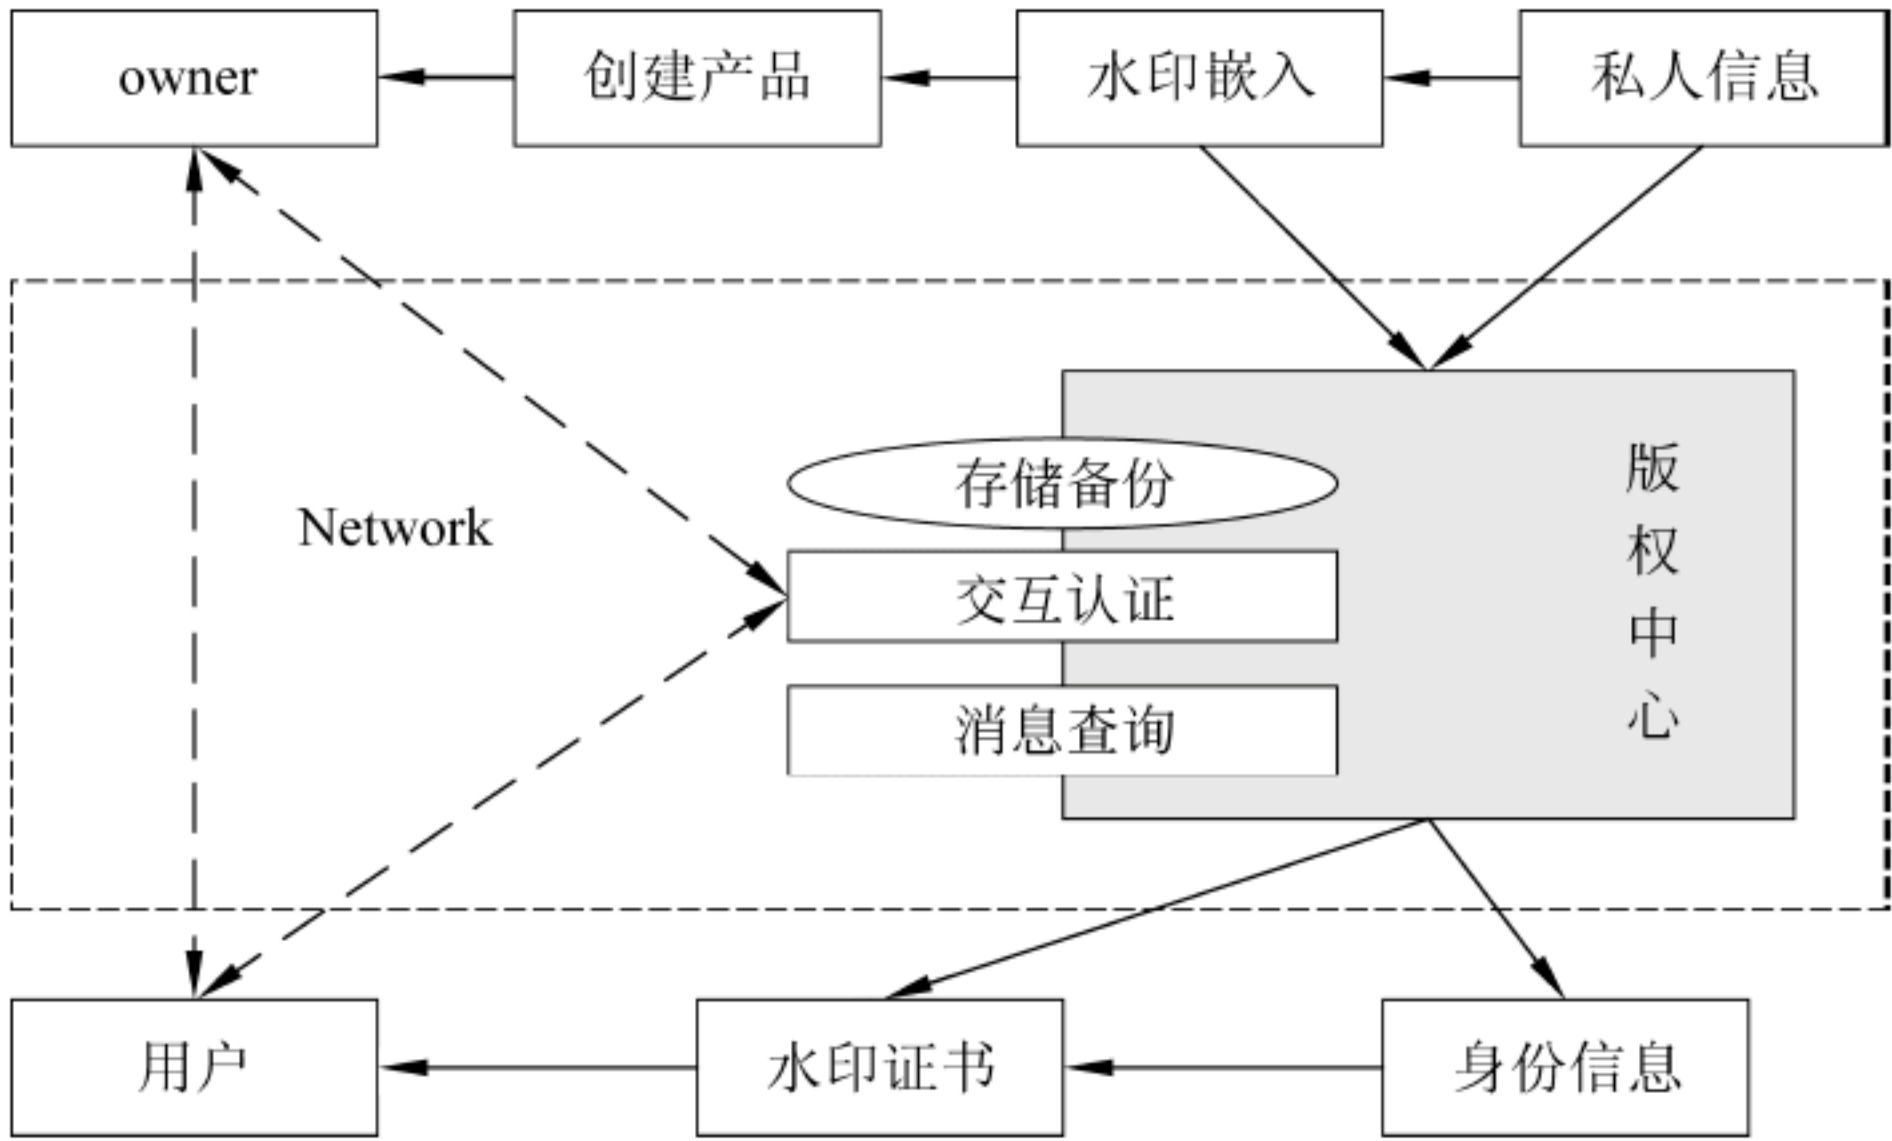 owner
创建产品
水印嵌入
私人信息
存储备份
Network
交互认证
消息查询
版
权
中
心
用户
水印证书
身份信息